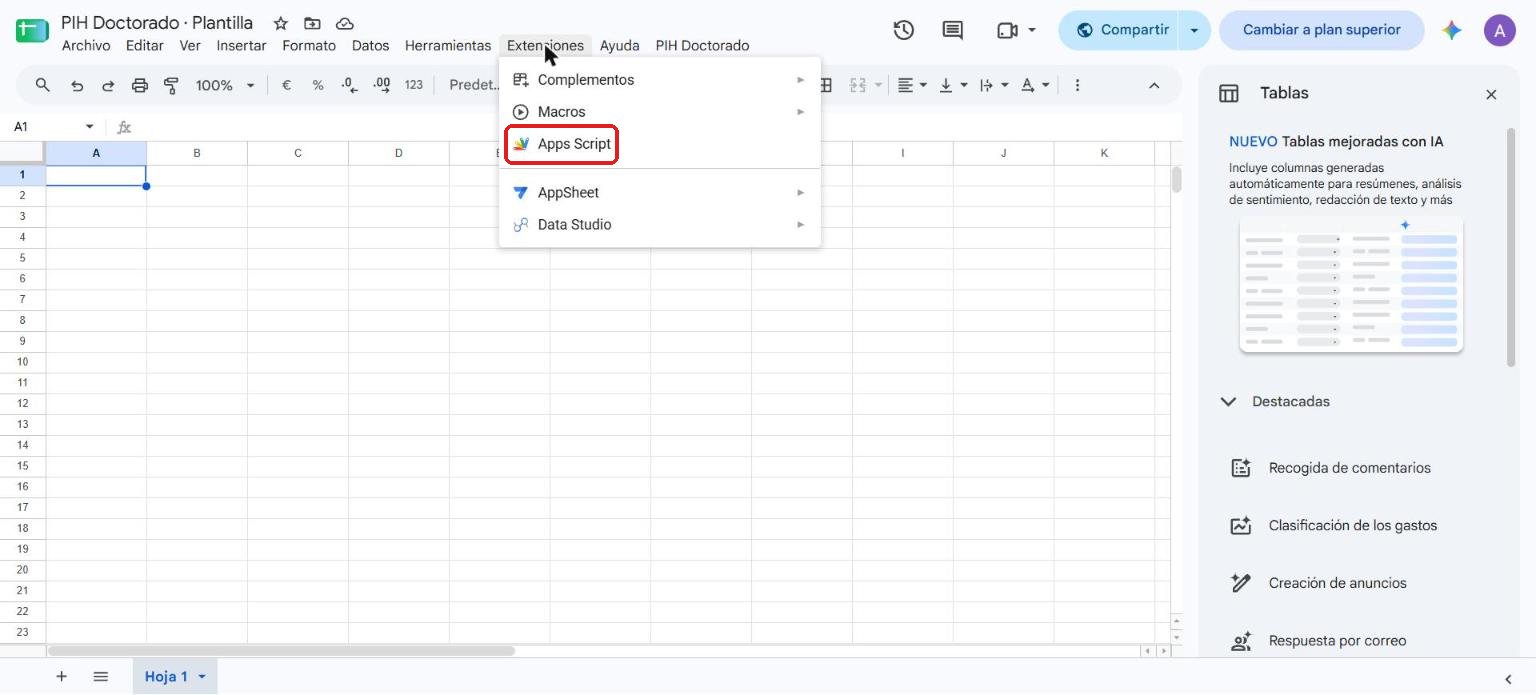 PIH Doctorado · Plantilla
Archivo Editar Ver Insertar Formato Datos Herramientas Extensiones Ayuda PIH Doctorado
Compartir
Cambiar a plan superior
A
100% € % .0 .00 123 Predet...
A1 fx
Complementos
Macros
Apps Script
AppSheet
Data Studio
A B C D I J K
1
2
3
4
5
6
7
8
9
10
11
12
13
14
15
16
17
18
19
20
21
22
23
Tablas
NUEVO Tablas mejoradas con IA
Incluye columnas generadas
automáticamente para resúmenes, análisis
de sentimiento, redacción de texto y más
Destacadas
Recogida de comentarios
Clasificación de los gastos
Creación de anuncios
Respuesta por correo
Hoja 1